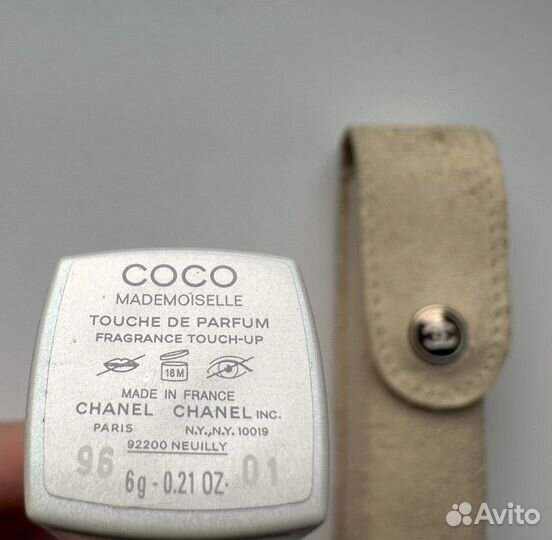 COCO
MADEMOÏSELLE
TOUCHE DE PARFUM
FRAGRANCE TOUCH-UP
18M
MADE IN FRANCE
CHANEL CHANEL INC.
PARIS N.Y., N.Y. 10019
92200 NEUILLY
96 6g - 0.21 OZ. 01
Avito